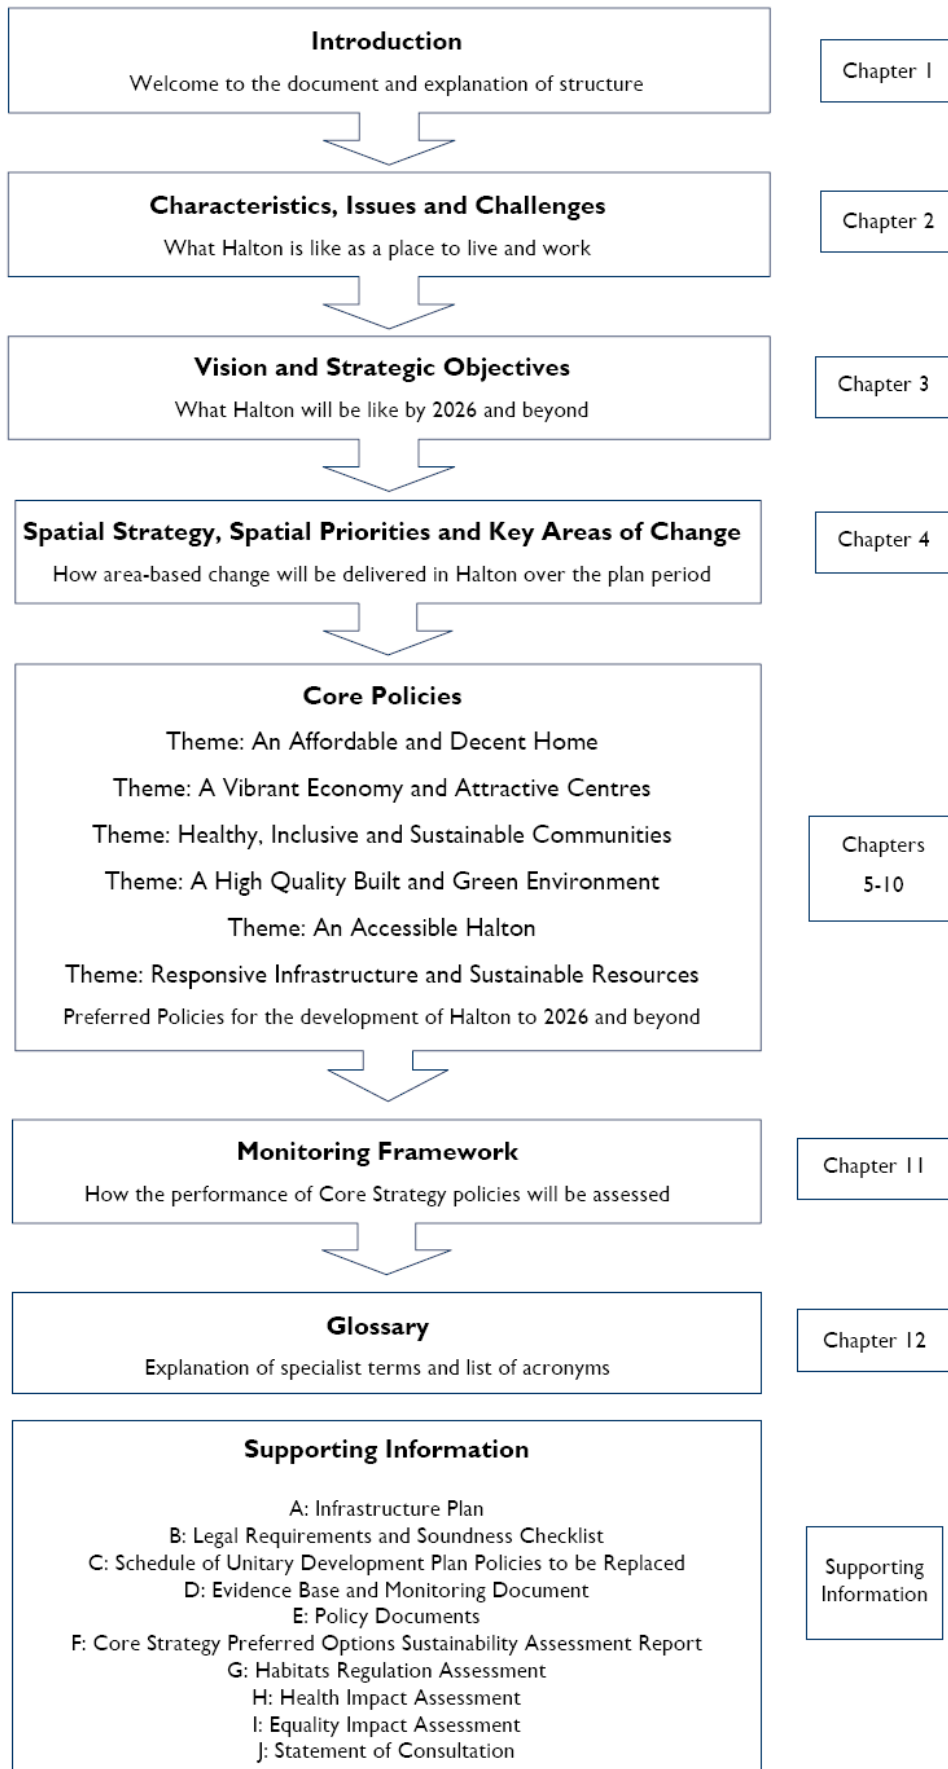 Introduction
Welcome to the document and explanation of structure
Chapter 1
Characteristics, Issues and Challenges
What Halton is like as a place to live and work
Chapter 2
Vision and Strategic Objectives
What Halton will be like by 2026 and beyond
Chapter 3
Spatial Strategy, Spatial Priorities and Key Areas of Change
How area-based change will be delivered in Halton over the plan period
Chapter 4
Core Policies
Theme: An Affordable and Decent Home
Theme: A Vibrant Economy and Attractive Centres
Theme: Healthy, Inclusive and Sustainable Communities
Theme: A High Quality Built and Green Environment
Theme: An Accessible Halton
Theme: Responsive Infrastructure and Sustainable Resources
Preferred Policies for the development of Halton to 2026 and beyond
Chapters
5-10
Monitoring Framework
How the performance of Core Strategy policies will be assessed
Chapter 11
Glossary
Explanation of specialist terms and list of acronyms
Chapter 12
Supporting Information
A: Infrastructure Plan
B: Legal Requirements and Soundness Checklist
C: Schedule of Unitary Development Plan Policies to be Replaced
D: Evidence Base and Monitoring Document
E: Policy Documents
F: Core Strategy Preferred Options Sustainability Assessment Report
G: Habitats Regulation Assessment
H: Health Impact Assessment
I: Equality Impact Assessment
J: Statement of Consultation
Supporting
Information